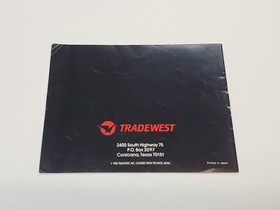 TRADEWEST
2400 South Highway 75
P.O. Box 2097
Corsicana, Texas 75151
Printed in Japan